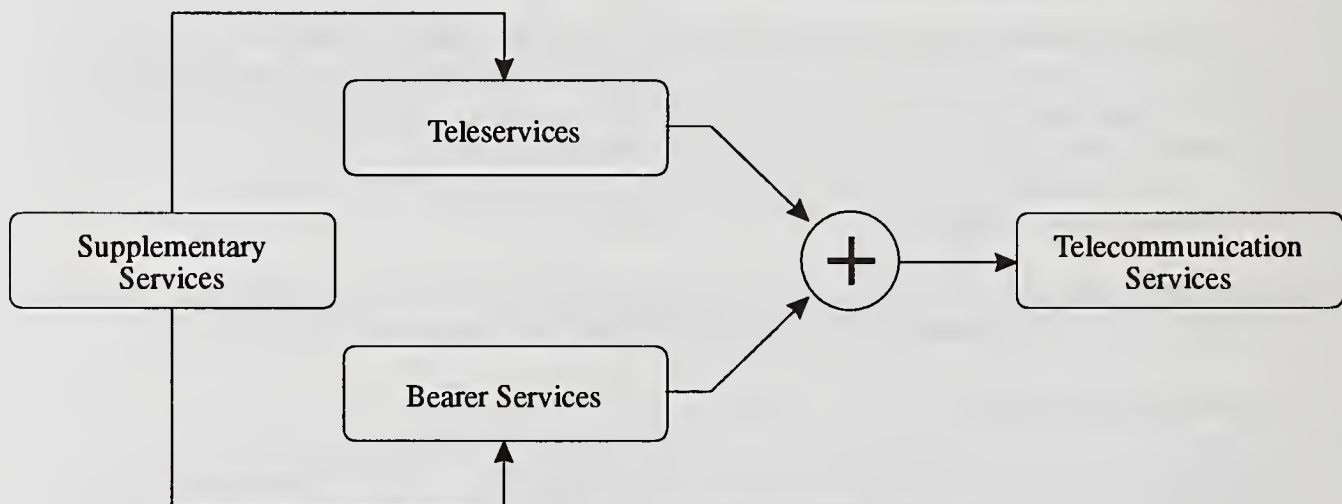 Teleservices
Supplementary
Services
+
Telecommunication
Services
Bearer Services